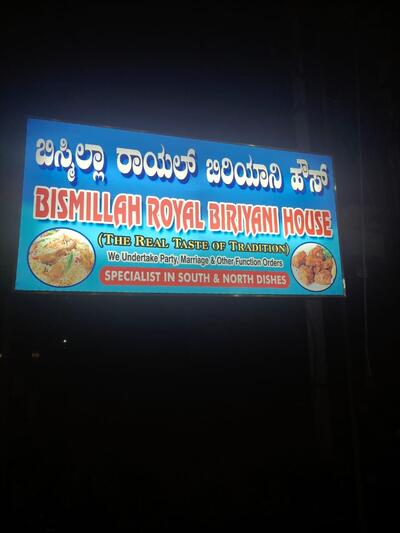 ಬಿಸ್ಮಿಲ್ಲಾ ರಾಯಲ್ ಬಿರಿಯಾನಿ ಹೌಸ್
BISMILLAH ROYAL BIRIYANI HOUSE
(THE REAL TASTE OF TRADITION)
We Undertake Party, Marriage & Other Function Orders
SPECIALIST IN SOUTH & NORTH DISHES